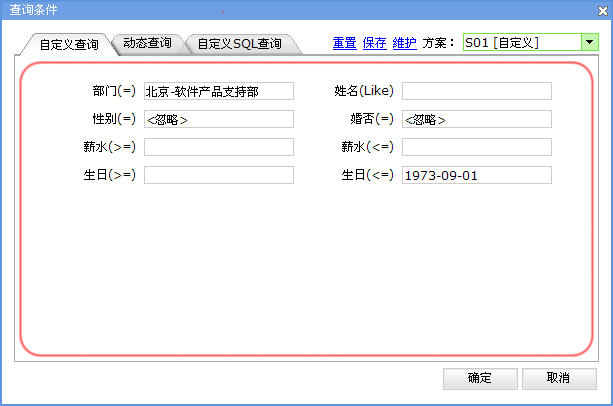 查询条件
自定义查询 动态查询 自定义SQL查询 重置 保存 维护 方案： S01 [自定义]
部门(=) 北京-软件产品支持部 姓名(Like)
性别(=) <忽略> 婚否(=) <忽略>
薪水(>=) 薪水(<=)
生日(>=) 生日(<=) 1973-09-01
确定 取消